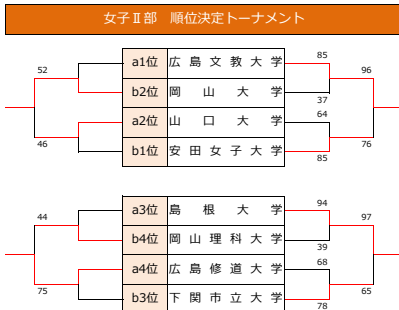 女子Ⅱ部 順位決定トーナメント
85
52 a1位 広島文教大学 96
b2位 岡山大学 37
a2位 山口大学 64
46 b1位 安田女子大学 76
85
94
44 a3位 島根大学 97
b4位 岡山理科大学 39
a4位 広島修道大学 68
75 b3位 下関市立大学 65
78